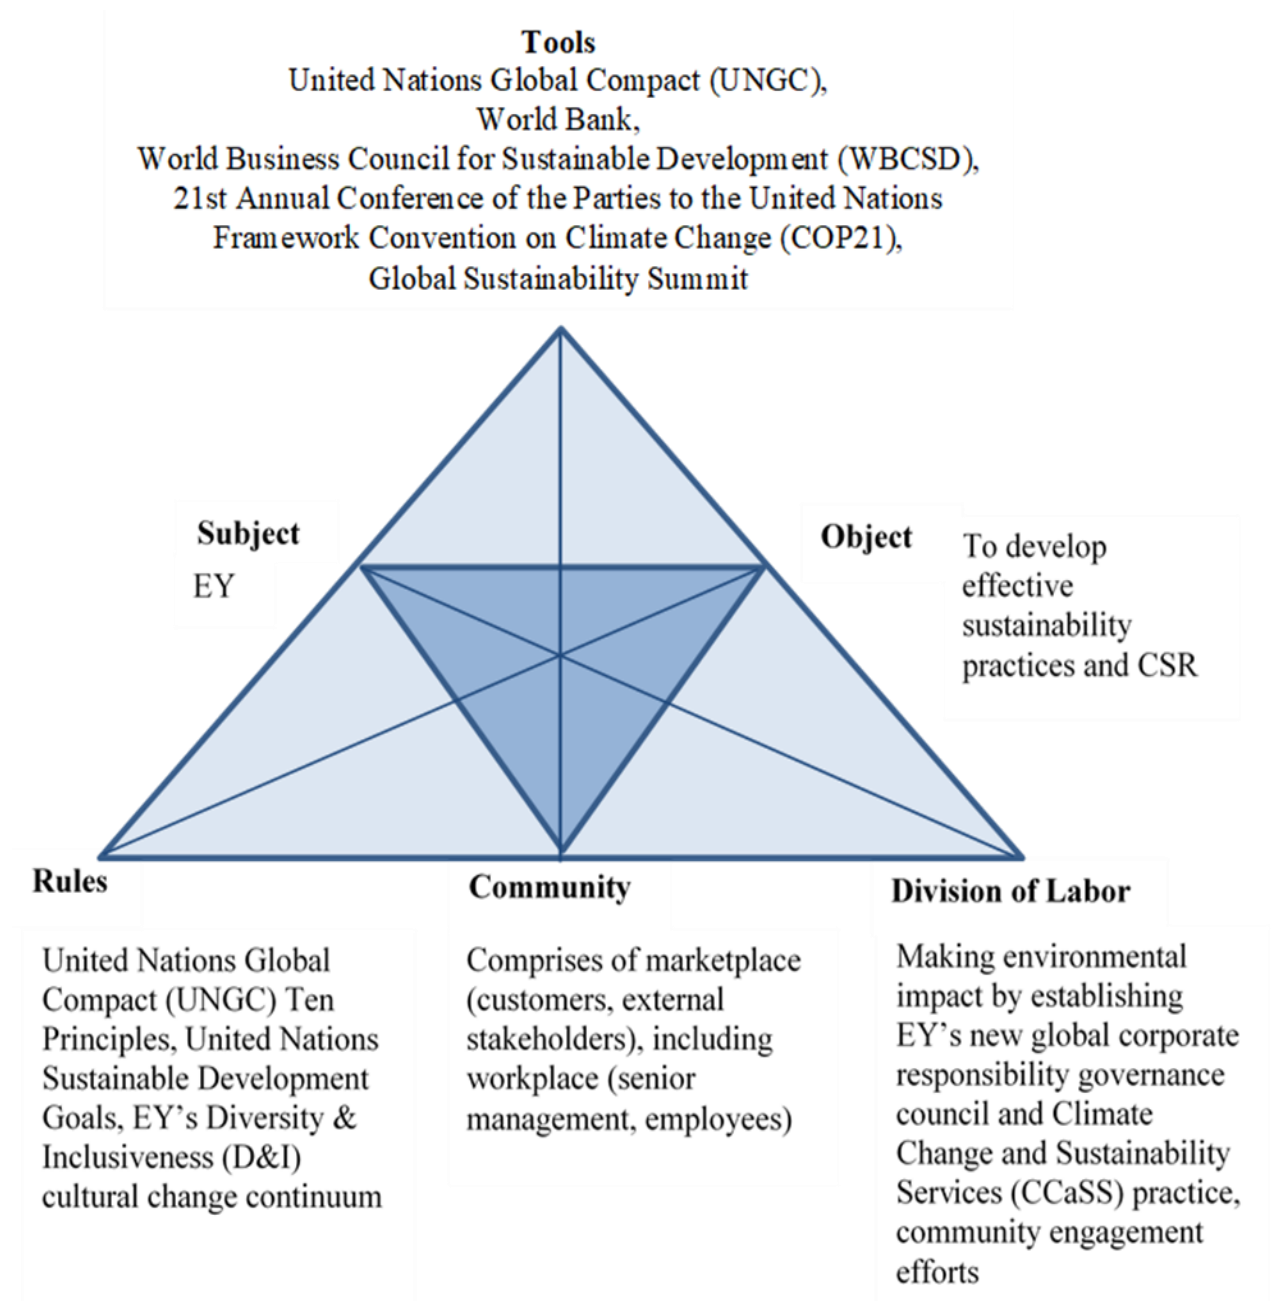 Tools
United Nations Global Compact (UNGC),
World Bank,
World Business Council for Sustainable Development (WBCSD),
21st Annual Conference of the Parties to the United Nations
Framework Convention on Climate Change (COP21),
Global Sustainability Summit
Subject
EY
Object
To develop
effective
sustainability
practices and CSR
Rules
United Nations Global
Compact (UNGC) Ten
Principles, United Nations
Sustainable Development
Goals, EY’s Diversity &
Inclusiveness (D&I)
cultural change continuum
Community
Comprises of marketplace
(customers, external
stakeholders), including
workplace (senior
management, employees)
Division of Labor
Making environmental
impact by establishing
EY’s new global corporate
responsibility governance
council and Climate
Change and Sustainability
Services (CCaSS) practice,
community engagement
efforts